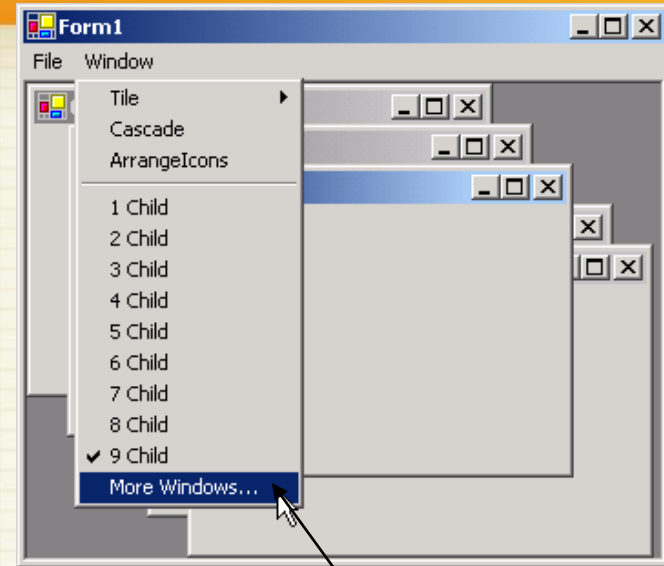 Form1
File Window
Tile
Cascade
ArrangeIcons
1 Child
2 Child
3 Child
4 Child
5 Child
6 Child
7 Child
8 Child
9 Child
More Windows...